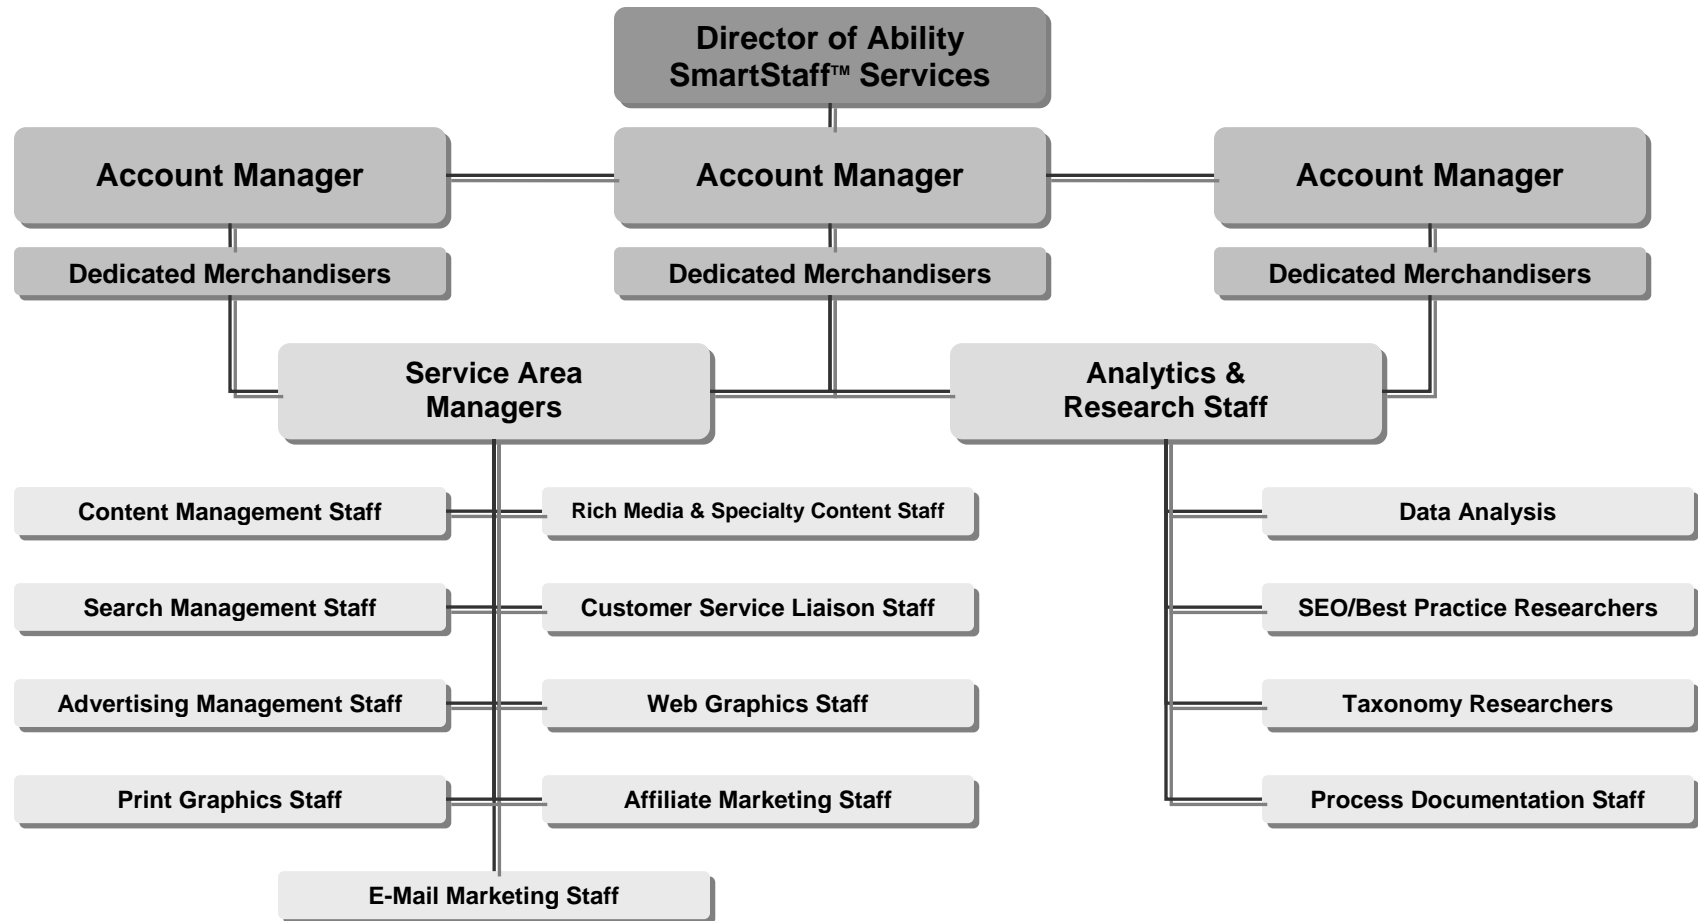 Director of Ability
SmartStaff™ Services
Account Manager
Account Manager
Account Manager
Dedicated Merchandisers
Dedicated Merchandisers
Dedicated Merchandisers
Service Area
Managers
Analytics &
Research Staff
Content Management Staff
Rich Media & Specialty Content Staff
Data Analysis
Search Management Staff
Customer Service Liaison Staff
SEO/Best Practice Researchers
Advertising Management Staff
Web Graphics Staff
Taxonomy Researchers
Print Graphics Staff
Affiliate Marketing Staff
Process Documentation Staff
E-Mail Marketing Staff